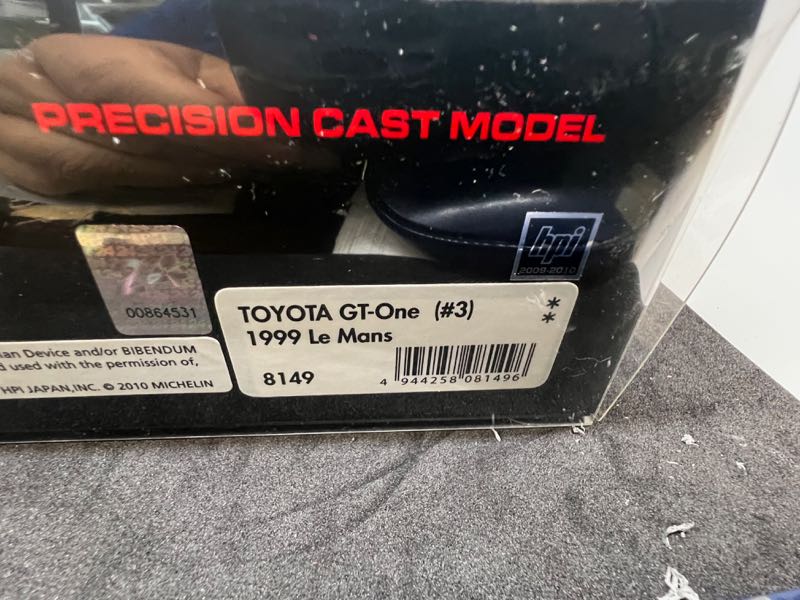 PRECISION CAST MODEL
hpi
2009-2010
00864531
TOYOTA GT-One (#3)
**
1999 Le Mans
8149
4 944258 081496
Device and/or BIBENDUM
used with the permission of,
HPI JAPAN,INC. © 2010 MICHELIN